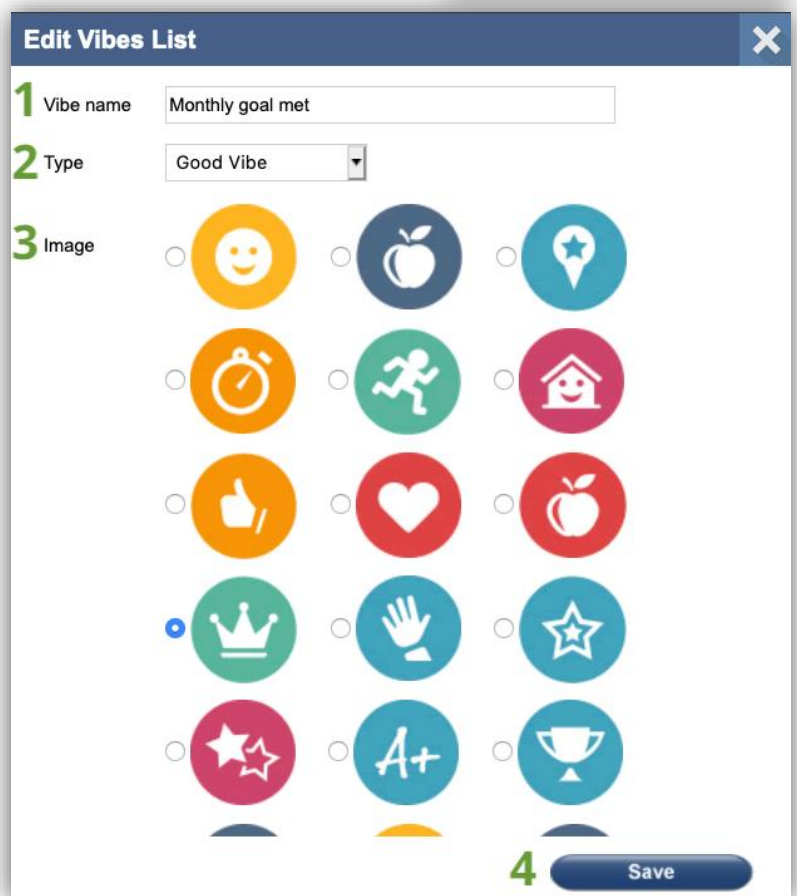 Edit Vibes List
1 Vibe name Monthly goal met
2 Type Good Vibe
3 Image
A+
4 Save